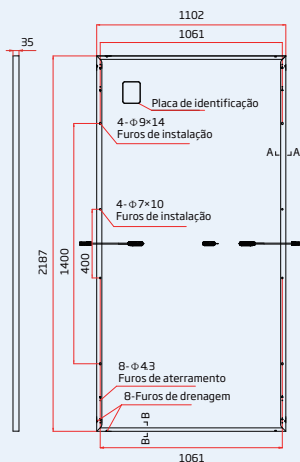 1102
1061
35
Placa de identificação
4-Φ9×14
Furos de instalação
A A
4-Φ7×10
Furos de instalação
2187
1400
400
8-Φ4.3
Furos de aterramento
8-Furos de drenagem
B
B
1061